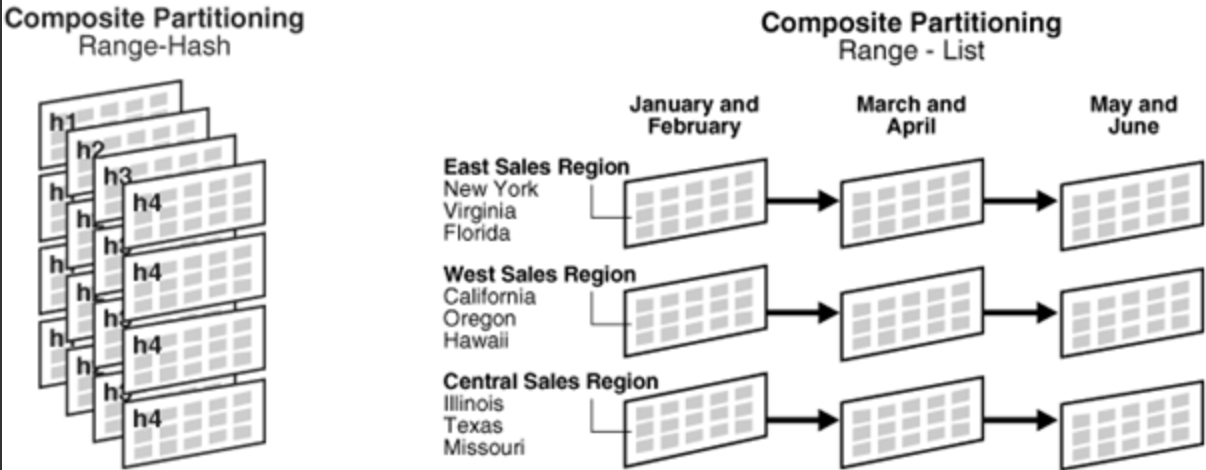 Composite Partitioning
Range-Hash
h1
h2
h3
h4
h4
h4
h4
Composite Partitioning
Range - List
January and
February
March and
April
May and
June
East Sales Region
New York
Virginia
Florida
West Sales Region
California
Oregon
Hawaii
Central Sales Region
Illinois
Texas
Missouri